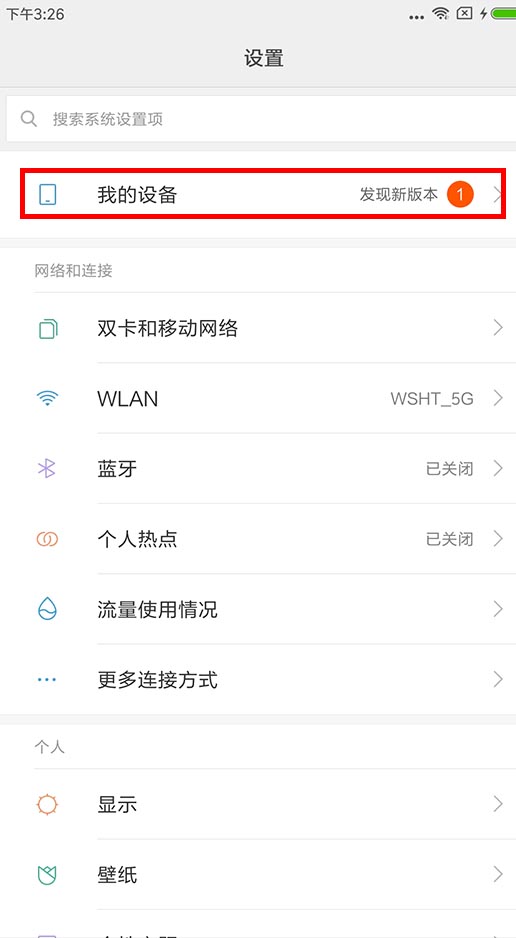 下午3:26
设置
搜索系统设置项
我的设备 发现新版本 1
网络和连接
双卡和移动网络
WLAN WSHT_5G
蓝牙 已关闭
个人热点 已关闭
流量使用情况
更多连接方式
个人
显示
壁纸